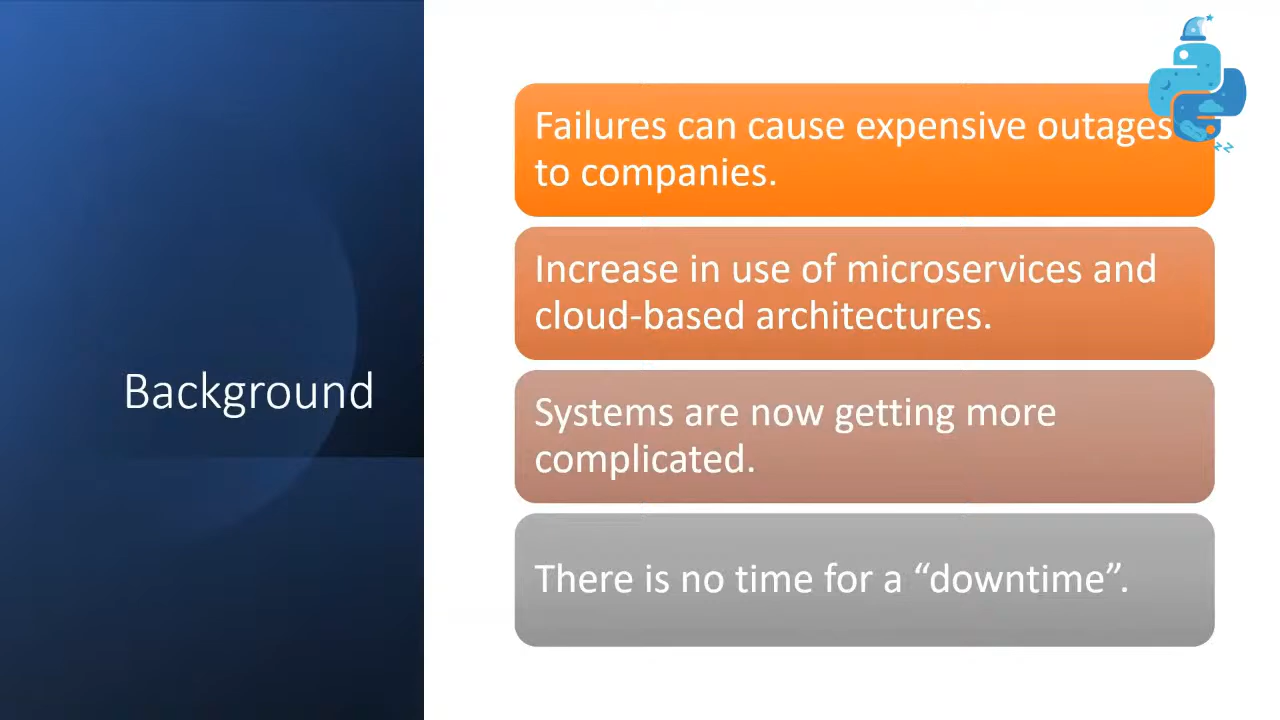 Background
Failures can cause expensive outages
to companies.
Increase in use of microservices and
cloud-based architectures.
Systems are now getting more
complicated.
There is no time for a “downtime”.